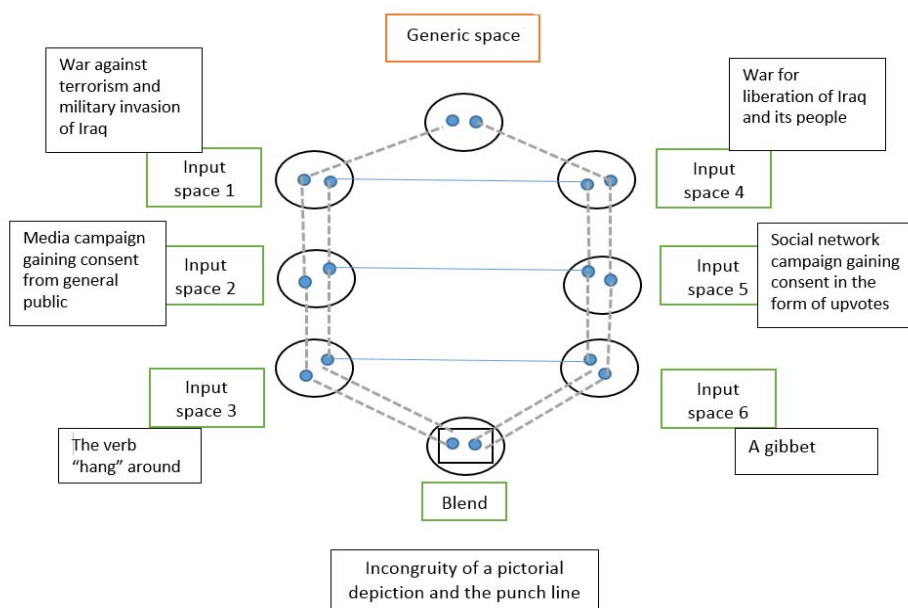 Generic space
War against
terrorism and
military invasion
of Iraq
War for
liberation of Iraq
and its people
Input
space 1
Input
space 4
Media campaign
gaining consent
from general
public
Input
space 2
Input
space 5
Social network
campaign gaining
consent in the
form of upvotes
Input
space 3
Input
space 6
The verb
“hang” around
A gibbet
Blend
Incongruity of a pictorial
depiction and the punch line